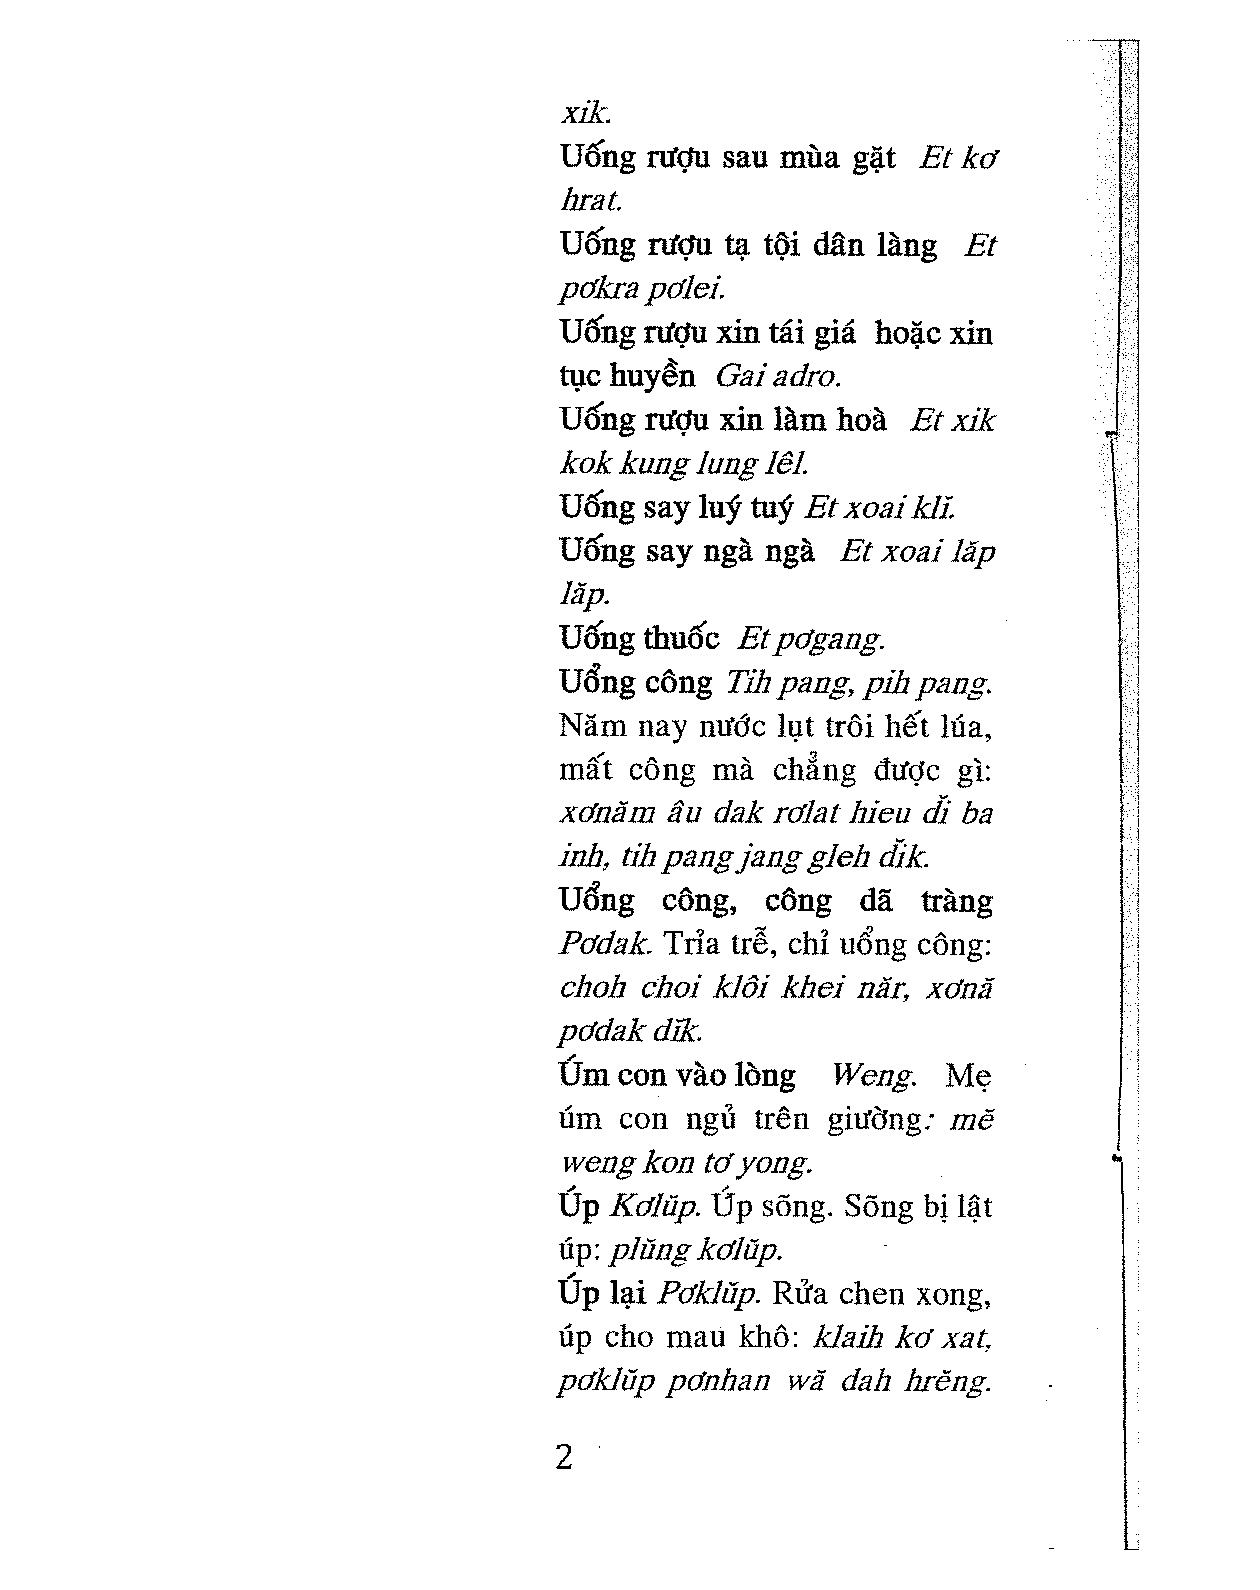 xik.
Uống rượu sau mùa gặt Et kơ
hrat.
Uống rượu tạ tội dân làng Et
pơkra pơlei.
Uống rượu xin tái giá hoặc xin
tục huyền Gai adro.
Uống rượu xin làm hoà Et xik
kok kung lung lêl.
Uống say luý tuý Et xoai klĭ.
Uống say ngà ngà Et xoai lăp
lăp.
Uống thuốc Et pơgang.
Uổng công Tih pang, pih pang.
Năm nay nước lụt trôi hết lúa,
mất công mà chẳng được gì:
xơnăm âu dak rơlat hieu dĭ ba
inh, tih pang jang gleh dĭk.
Uổng công, công dã tràng
Pơdak. Trỉa trễ, chỉ uổng công:
choh choi klôi khei năr, xơnă
pơdak dĭk.
Úm con vào lòng Weng. Mẹ
úm con ngủ trên giường: mĕ
weng kon tơ yong.
Úp Kơlŭp. Úp sõng. Sõng bị lật
úp: plŭng kơlŭp.
Úp lại Pơklŭp. Rửa chen xong,
úp cho mau khô: klaih kơ xat,
pơklŭp pơnhan wă dah hrĕng.
2